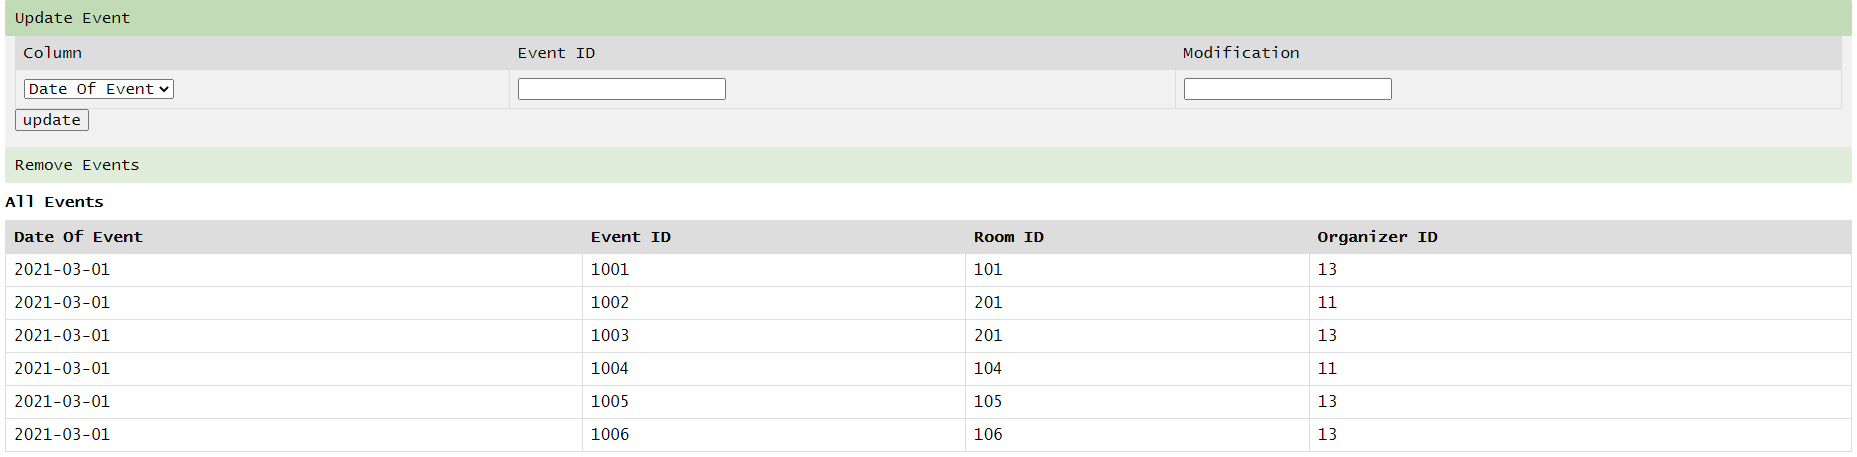 Update Event
Column Event ID Modification
Date Of Event
update
Remove Events
All Events
Date Of Event Event ID Room ID Organizer ID
2021-03-01 1001 101 13
2021-03-01 1002 201 11
2021-03-01 1003 201 13
2021-03-01 1004 104 11
2021-03-01 1005 105 13
2021-03-01 1006 106 13